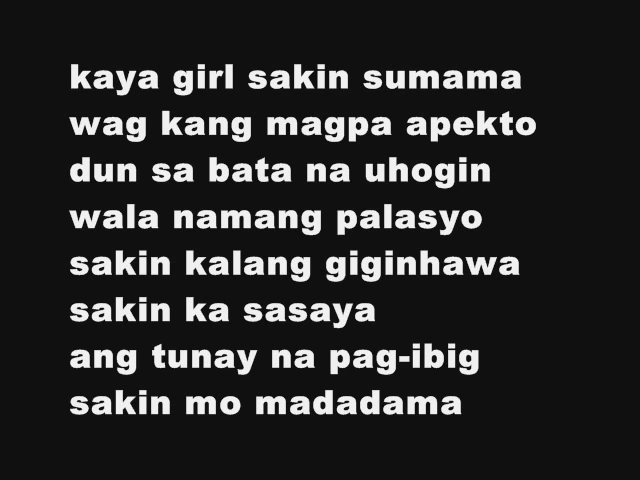 kaya girl sakin sumama
wag kang magpa apekto
dun sa bata na uhogin
wala namang palasyo
sakin kalang giginhawa
sakin ka sasaya
ang tunay na pag-ibig
sakin mo madadama